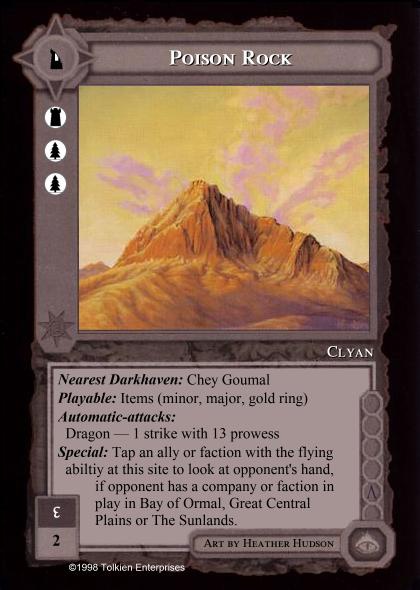 Poison Rock
Clyan
Nearest Darkhaven: Chey Goumal
Playable: Items (minor, major, gold ring)
Automatic-attacks:
Dragon — 1 strike with 13 prowess
Special: Tap an ally or faction with the flying
abiltiy at this site to look at opponent's hand,
if opponent has a company or faction in
play in Bay of Ormal, Great Central
Plains or The Sunlands.
ε
2
Art by Heather Hudson
©1998 Tolkien Enterprises